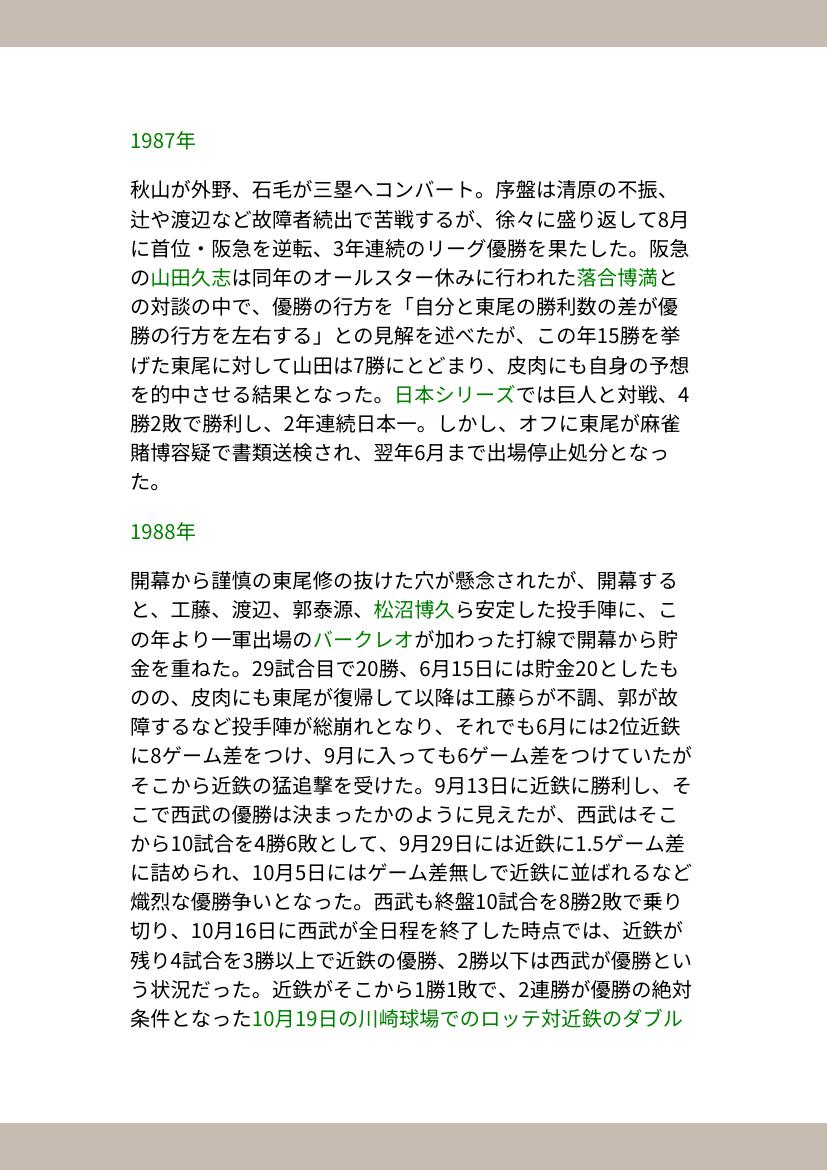 1987年
秋山が外野、石毛が三塁へコンバート。序盤は清原の不振、
辻や渡辺など故障者続出で苦戦するが、徐々に盛り返して8月
に首位・阪急を逆転、3年連続のリーグ優勝を果たした。阪急
の山田久志は同年のオールスター休みに行われた落合博満と
の対談の中で、優勝の行方を「自分と東尾の勝利数の差が優
勝の行方を左右する」との見解を述べたが、この年15勝を挙
げた東尾に対して山田は7勝にとどまり、皮肉にも自身の予想
を的中させる結果となった。日本シリーズでは巨人と対戦、4
勝2敗で勝利し、2年連続日本一。しかし、オフに東尾が麻雀
賭博容疑で書類送検され、翌年6月まで出場停止処分となっ
た。
1988年
開幕から謹慎の東尾修の抜けた穴が懸念されたが、開幕する
と、工藤、渡辺、郭泰源、松沼博久ら安定した投手陣に、こ
の年より一軍出場のバークレオが加わった打線で開幕から貯
金を重ねた。29試合目で20勝、6月15日には貯金20としたも
のの、皮肉にも東尾が復帰して以降は工藤らが不調、郭が故
障するなど投手陣が総崩れとなり、それでも6月には2位近鉄
に8ゲーム差をつけ、9月に入っても6ゲーム差をつけていたが
そこから近鉄の猛追撃を受けた。9月13日に近鉄に勝利し、そ
こで西武の優勝は決まったかのように見えたが、西武はそこ
から10試合を4勝6敗として、9月29日には近鉄に1.5ゲーム差
に詰められ、10月5日にはゲーム差無しで近鉄に並ばれるなど
熾烈な優勝争いとなった。西武も終盤10試合を8勝2敗で乗り
切り、10月16日に西武が全日程を終了した時点では、近鉄が
残り4試合を3勝以上で近鉄の優勝、2勝以下は西武が優勝とい
う状況だった。近鉄がそこから1勝1敗で、2連勝が優勝の絶対
条件となった10月19日の川崎球場でのロッテ対近鉄のダブル